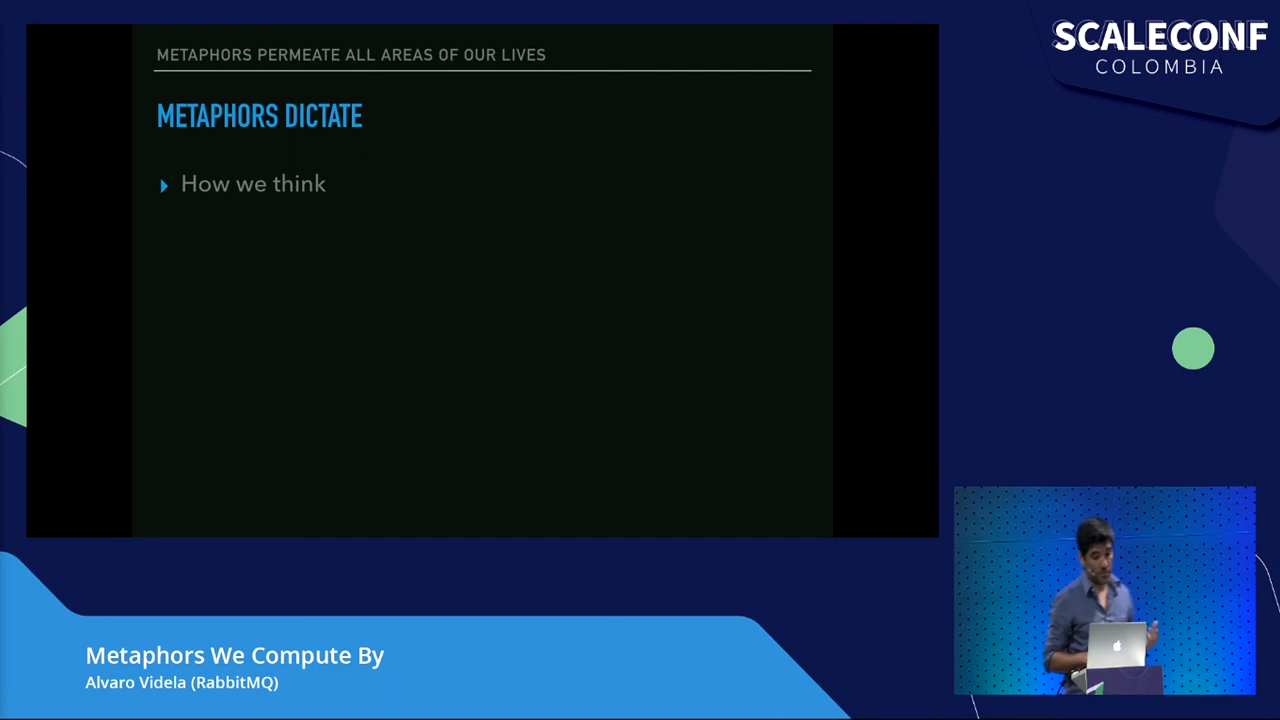 SCALECONF
COLOMBIA
METAPHORS PERMEATE ALL AREAS OF OUR LIVES
METAPHORS DICTATE
How we think
Metaphors We Compute By
Alvaro Videla (RabbitMQ)